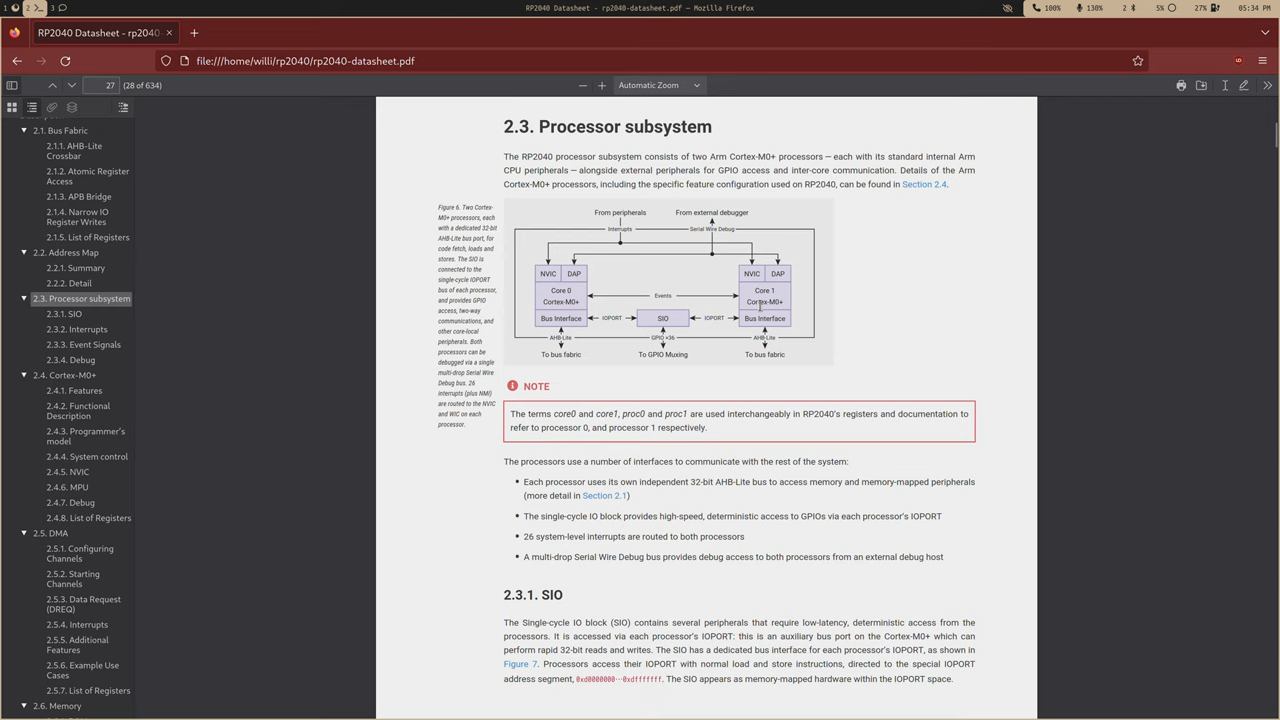 1 2 3
RP2040 Datasheet - rp2040-datasheet.pdf — Mozilla Firefox
100% 130% 2 5% 27% 05:34 PM
RP2040 Datasheet - rp2040-
file:///home/willi/rp2040/rp2040-datasheet.pdf
27 (28 of 634)
Automatic Zoom
2.1. Bus Fabric
2.1.1. AHB-Lite
Crossbar
2.1.2. Atomic Register
Access
2.1.3. APB Bridge
2.1.4. Narrow IO
Register Writes
2.1.5. List of Registers
2.2. Address Map
2.2.1. Summary
2.2.2. Detail
2.3. Processor subsystem
2.3.1. SIO
2.3.2. Interrupts
2.3.3. Event Signals
2.3.4. Debug
2.4. Cortex-M0+
2.4.1. Features
2.4.2. Functional
Description
2.4.3. Programmer's
model
2.4.4. System control
2.4.5. NVIC
2.4.6. MPU
2.4.7. Debug
2.4.8. List of Registers
2.5. DMA
2.5.1. Configuring
Channels
2.5.2. Starting
Channels
2.5.3. Data Request
(DREQ)
2.5.4. Interrupts
2.5.5. Additional
Features
2.5.6. Example Use
Cases
2.5.7. List of Registers
2.6. Memory
2.3. Processor subsystem
The RP2040 processor subsystem consists of two Arm Cortex-M0+ processors — each with its standard internal Arm
CPU peripherals — alongside external peripherals for GPIO access and inter-core communication. Details of the Arm
Cortex-M0+ processors, including the specific feature configuration used on RP2040, can be found in Section 2.4.
Figure 6. Two Cortex-
M0+ processors, each
with a dedicated 32-bit
AHB-Lite bus port, for
code fetch, loads and
stores. The SIO is
connected to the
single-cycle IOPORT
bus of each processor,
and provides GPIO
access, two-way
communications, and
other core-local
peripherals. Both
processors can be
debugged via a single
multi-drop Serial Wire
Debug bus. 26
interrupts (plus NMI)
are routed to the NVIC
and WIC on each
processor.
From peripherals From external debugger
Interrupts Serial Wire Debug
NVIC DAP NVIC DAP
Core 0 Core 1
Events
Cortex-M0+ Cortex-M0+
Bus Interface IOPORT SIO IOPORT Bus Interface
AHB-Lite GPIO ×36 AHB-Lite
To bus fabric To GPIO Muxing To bus fabric
NOTE
The terms core0 and core1, proc0 and proc1 are used interchangeably in RP2040's registers and documentation to
refer to processor 0, and processor 1 respectively.
The processors use a number of interfaces to communicate with the rest of the system:
• Each processor uses its own independent 32-bit AHB-Lite bus to access memory and memory-mapped peripherals
(more detail in Section 2.1)
• The single-cycle IO block provides high-speed, deterministic access to GPIOs via each processor's IOPORT
• 26 system-level interrupts are routed to both processors
• A multi-drop Serial Wire Debug bus provides debug access to both processors from an external debug host
2.3.1. SIO
The Single-cycle IO block (SIO) contains several peripherals that require low-latency, deterministic access from the
processors. It is accessed via each processor's IOPORT: this is an auxiliary bus port on the Cortex-M0+ which can
perform rapid 32-bit reads and writes. The SIO has a dedicated bus interface for each processor's IOPORT, as shown in
Figure 7. Processors access their IOPORT with normal load and store instructions, directed to the special IOPORT
address segment, 0xd0000000⋯0xdfffffff. The SIO appears as memory-mapped hardware within the IOPORT space.